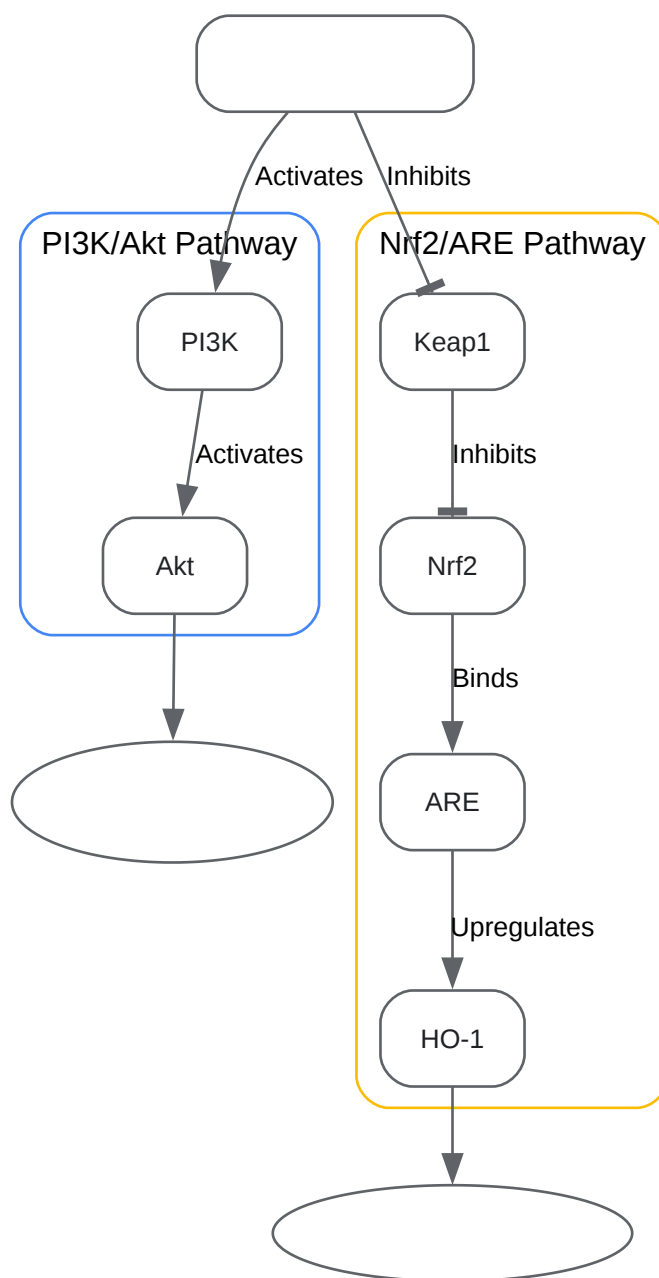 Activates
Inhibits
PI3K/Akt Pathway
Nrf2/ARE Pathway
PI3K
Keap1
Activates
Inhibits
Akt
Nrf2
Binds
ARE
Upregulates
HO-1